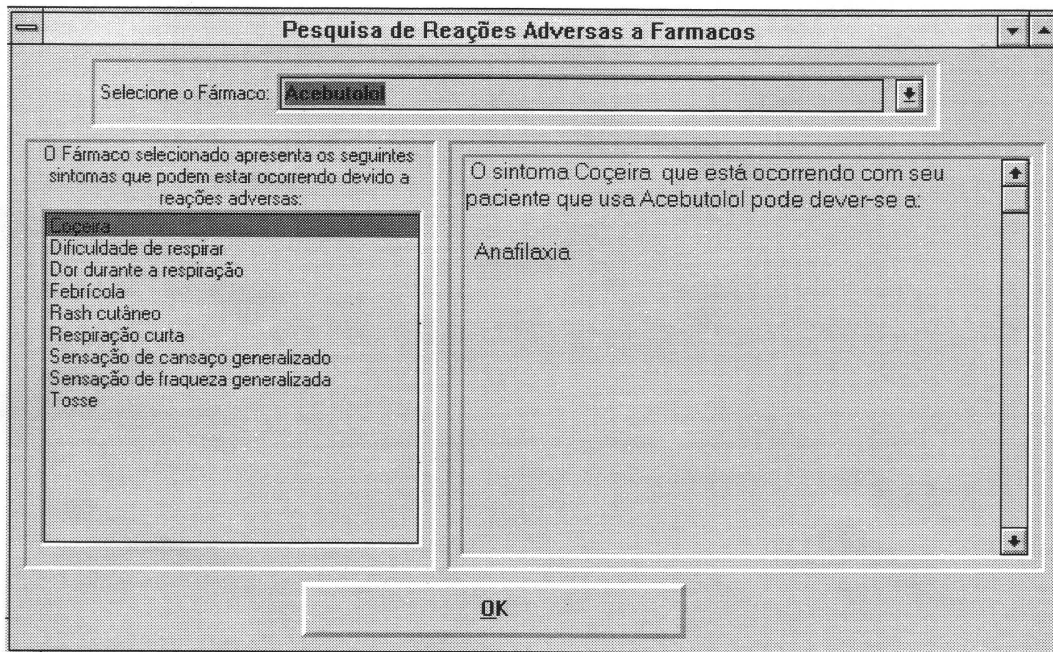 Pesquisa de Reações Adversas a Farmacos
Selecione o Fármaco: Acebutolol
O Fármaco selecionado apresenta os seguintes
sintomas que podem estar ocorrendo devido a
reações adversas:
Coçeira
Dificuldade de respirar
Dor durante a respiração
Febrícola
Rash cutâneo
Respiração curta
Sensação de cansaço generalizado
Sensação de fraqueza generalizada
Tosse
O sintoma Coçeira que está ocorrendo com seu
paciente que usa Acebutolol pode dever-se a:
Anafilaxia
OK